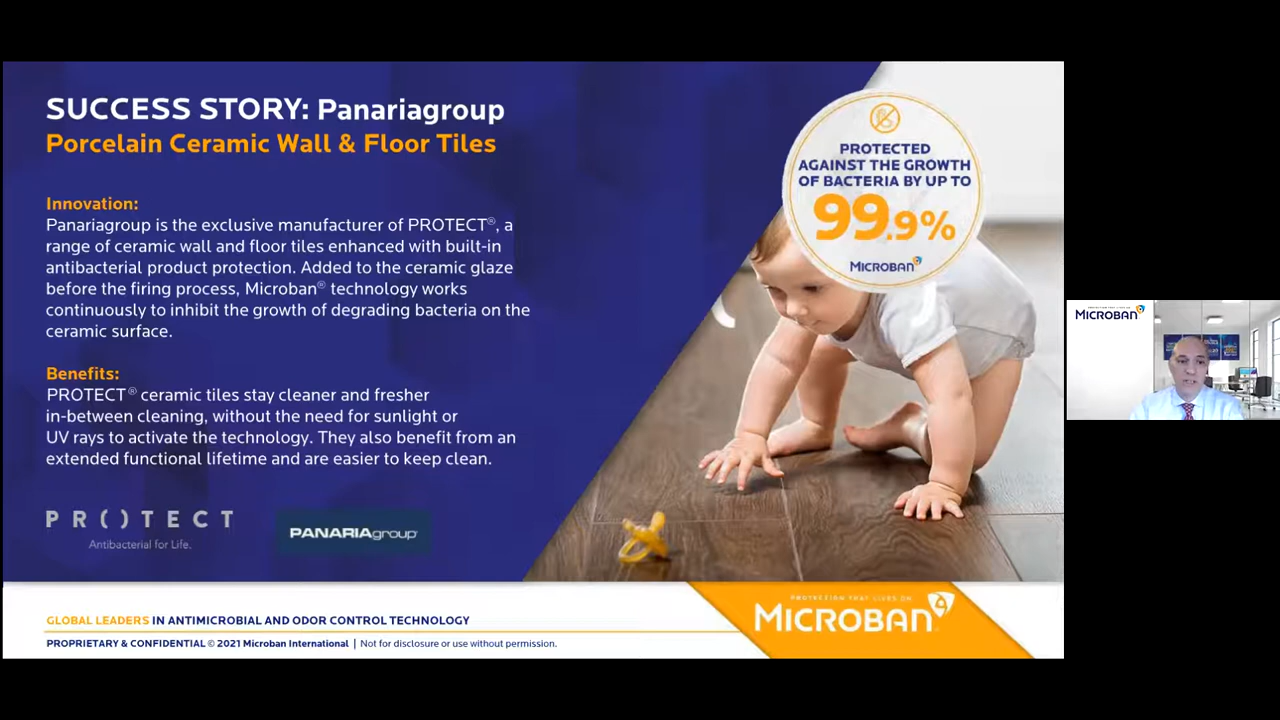 SUCCESS STORY: Panariagroup
Porcelain Ceramic Wall & Floor Tiles
Innovation:
Panariagroup is the exclusive manufacturer of PROTECT®, a
range of ceramic wall and floor tiles enhanced with built-in
antibacterial product protection. Added to the ceramic glaze
before the firing process, Microban® technology works
continuously to inhibit the growth of degrading bacteria on the
ceramic surface.
Benefits:
PROTECT® ceramic tiles stay cleaner and fresher
in-between cleaning, without the need for sunlight or
UV rays to activate the technology. They also benefit from an
extended functional lifetime and are easier to keep clean.
PR()TECT
Antibacterial for Life.
PANARIAgroup®
PROTECTED
AGAINST THE GROWTH
OF BACTERIA BY UP TO
99.9%
MICROBAN
GLOBAL LEADERS IN ANTIMICROBIAL AND ODOR CONTROL TECHNOLOGY
PROPRIETARY & CONFIDENTIAL © 2021 Microban International | Not for disclosure or use without permission.
PROTECTION THAT LIVES ON
MICROBAN
MICROBAN